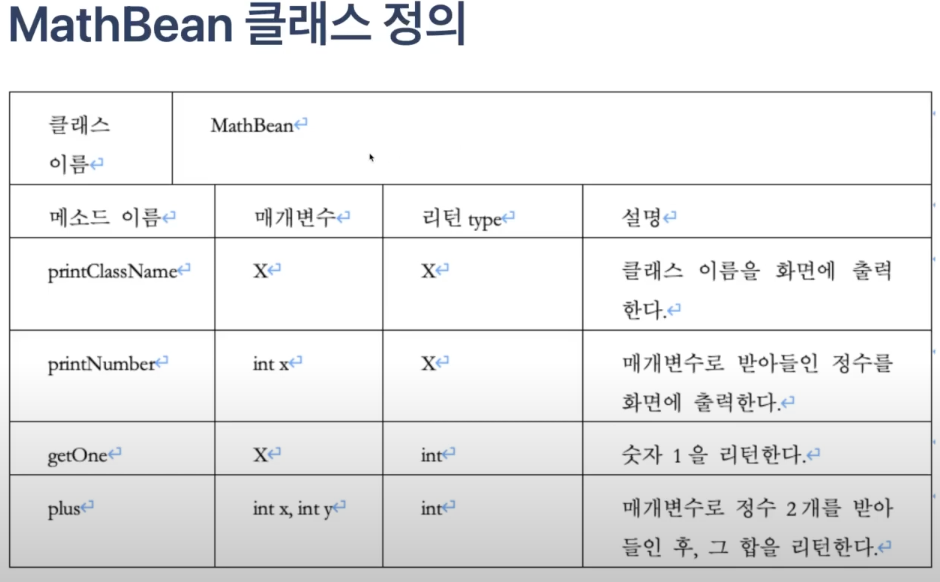 MathBean 클래스 정의
클래스
이름
MathBean
메소드 이름 매개변수 리턴 type 설명
printClassName X X 클래스 이름을 화면에 출력
한다.
printNumber int x X 매개변수로 받아들인 정수를
화면에 출력한다.
getOne X int 숫자 1을 리턴한다.
plus int x, int y int 매개변수로 정수 2개를 받아
들인 후, 그 합을 리턴한다.